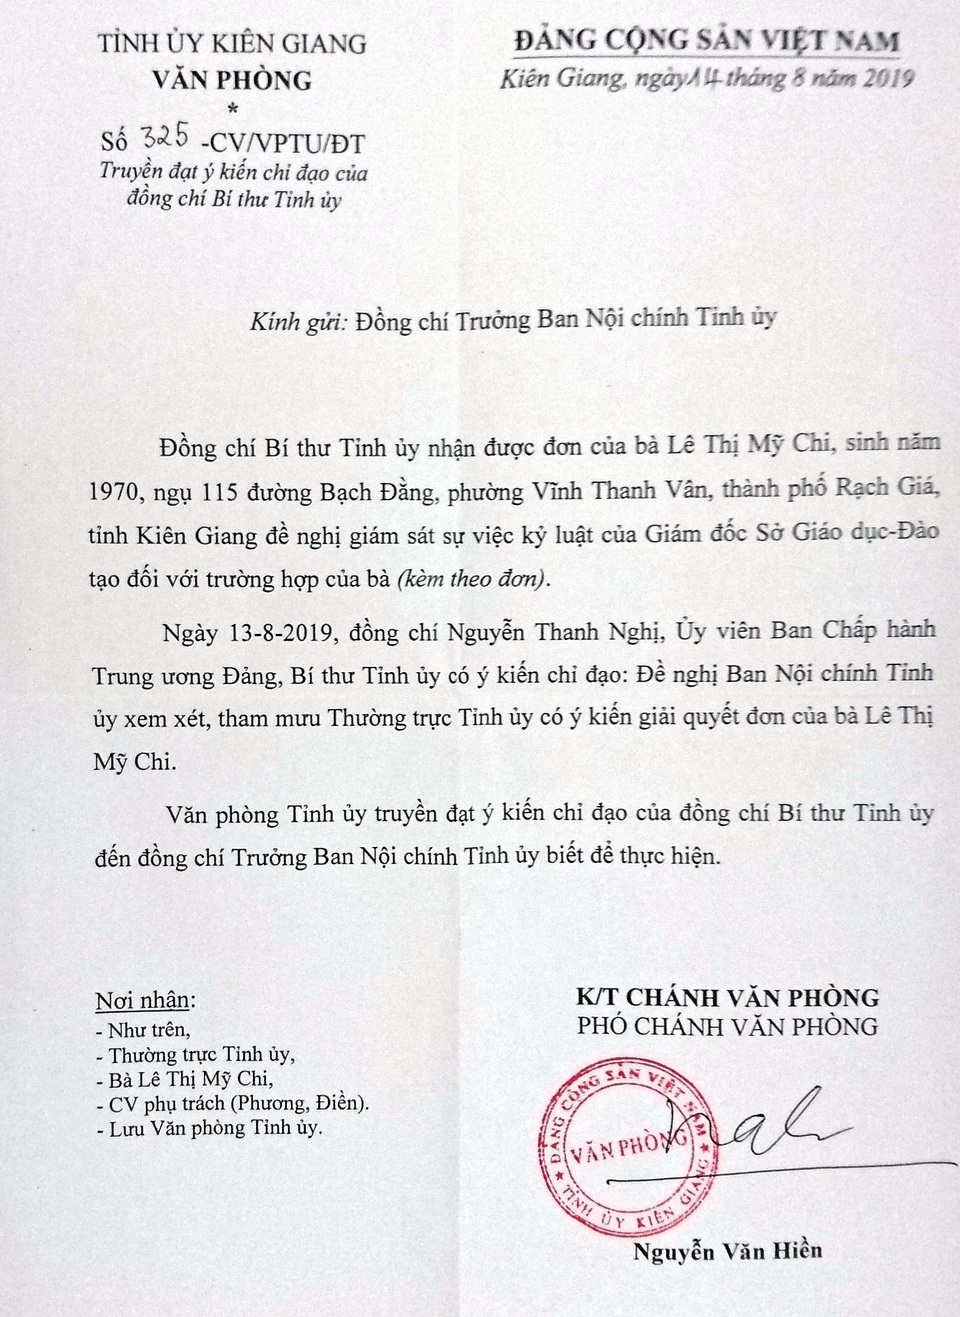 TỈNH ỦY KIÊN GIANG
VĂN PHÒNG
*
Số 325 -CV/VPTU/ĐT
Truyền đạt ý kiến chỉ đạo của
đồng chí Bí thư Tỉnh ủy
ĐẢNG CỘNG SẢN VIỆT NAM
Kiên Giang, ngày 14 tháng 8 năm 2019
Kính gửi: Đồng chí Trưởng Ban Nội chính Tỉnh ủy
Đồng chí Bí thư Tỉnh ủy nhận được đơn của bà Lê Thị Mỹ Chi, sinh năm
1970, ngụ 115 đường Bạch Đằng, phường Vĩnh Thanh Vân, thành phố Rạch Giá,
tỉnh Kiên Giang đề nghị giám sát sự việc kỷ luật của Giám đốc Sở Giáo dục-Đào
tạo đối với trường hợp của bà (kèm theo đơn).
Ngày 13-8-2019, đồng chí Nguyễn Thanh Nghị, Ủy viên Ban Chấp hành
Trung ương Đảng, Bí thư Tỉnh ủy có ý kiến chỉ đạo: Đề nghị Ban Nội chính Tỉnh
ủy xem xét, tham mưu Thường trực Tỉnh ủy có ý kiến giải quyết đơn của bà Lê Thị
Mỹ Chi.
Văn phòng Tỉnh ủy truyền đạt ý kiến chỉ đạo của đồng chí Bí thư Tỉnh ủy
đến đồng chí Trưởng Ban Nội chính Tỉnh ủy biết để thực hiện.
Nơi nhận:
- Như trên,
- Thường trực Tỉnh ủy,
- Bà Lê Thị Mỹ Chi,
- CV phụ trách (Phương, Điền).
- Lưu Văn phòng Tỉnh ủy.
K/T CHÁNH VĂN PHÒNG
PHÓ CHÁNH VĂN PHÒNG
ĐẢNG CỘNG SẢN VIỆT NAM
VĂN PHÒNG
TỈNH ỦY KIÊN GIANG
Nguyễn Văn Hiền